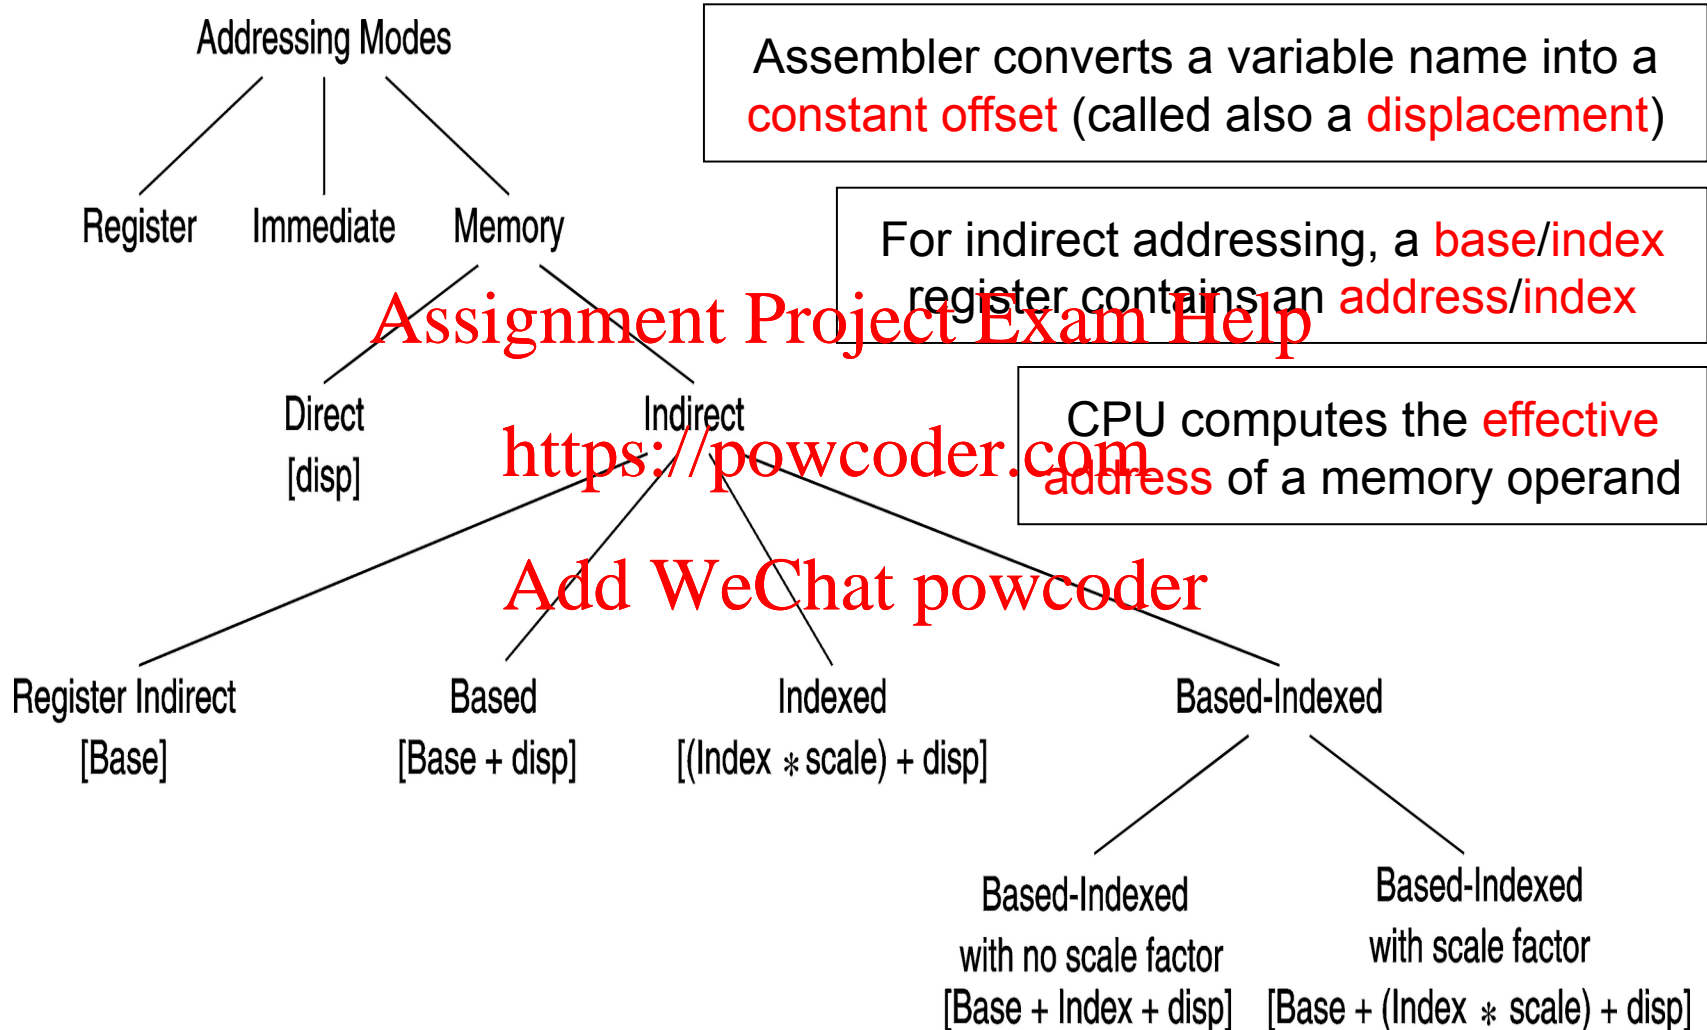 Addressing Modes
Assembler converts a variable name into a
constant offset (called also a displacement)
Register
Immediate
Memory
For indirect addressing, a base/index
register contains an address/index
Assignment Project Exam Help
Direct
[disp]
Indirect
CPU computes the effective
address of a memory operand
https://powcoder.com
Add WeChat powcoder
Register Indirect
[Base]
Based
[Base + disp]
Indexed
[(Index * scale) + disp]
Based-Indexed
Based-Indexed
with no scale factor
[Base + Index + disp]
Based-Indexed
with scale factor
[Base + (Index * scale) + disp]